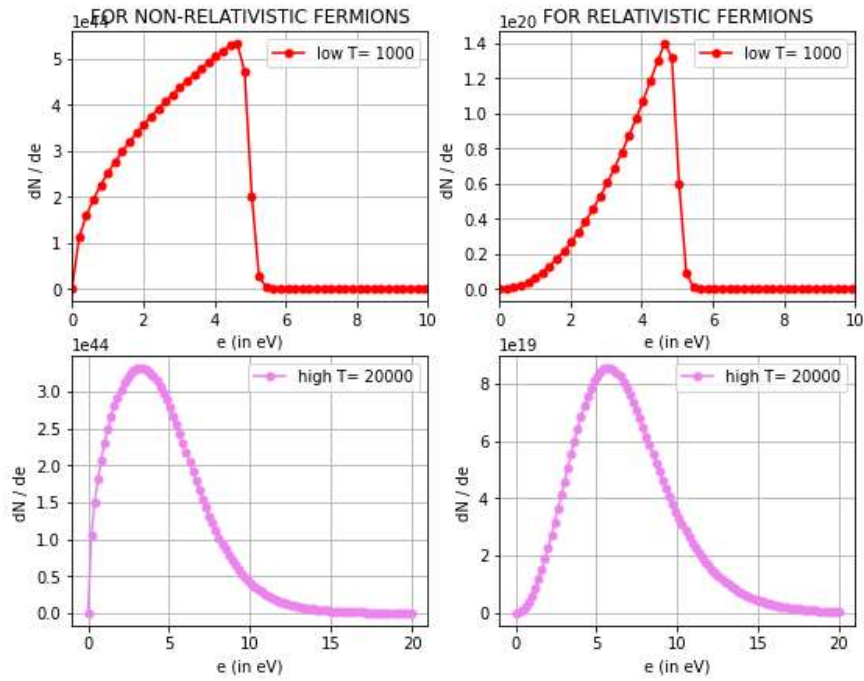 FOR NON-RELATIVISTIC FERMIONS
1e44
low T= 1000
5
4
3
2
1
0
dN / de
0
2
4
6
8
10
e (in eV)
FOR RELATIVISTIC FERMIONS
1e20
low T= 1000
1.4
1.2
1.0
0.8
0.6
0.4
0.2
0.0
dN / de
0
2
4
6
8
10
e (in eV)
1e44
high T= 20000
3.0
2.5
2.0
1.5
1.0
0.5
0.0
dN / de
0
5
10
15
20
e (in eV)
1e19
high T= 20000
8
6
4
2
0
dN / de
0
5
10
15
20
e (in eV)